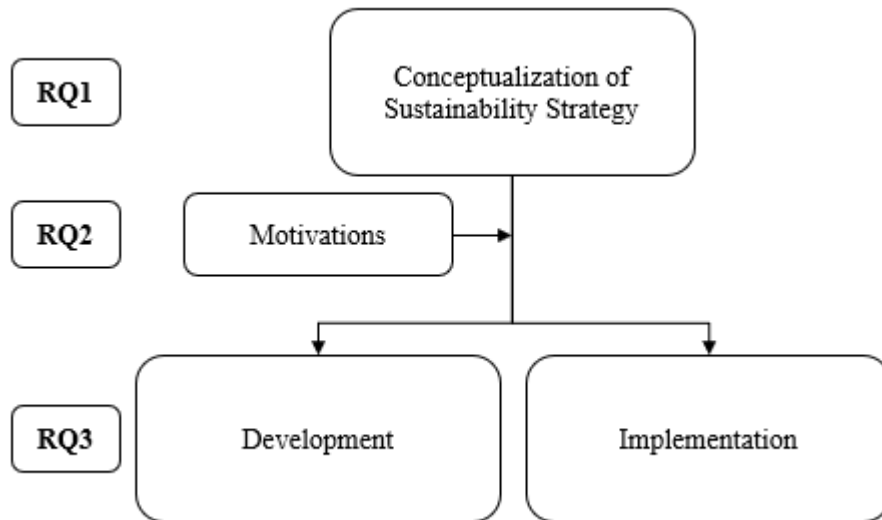 RQ1
Conceptualization of
Sustainability Strategy
RQ2
Motivations
RQ3
Development
Implementation